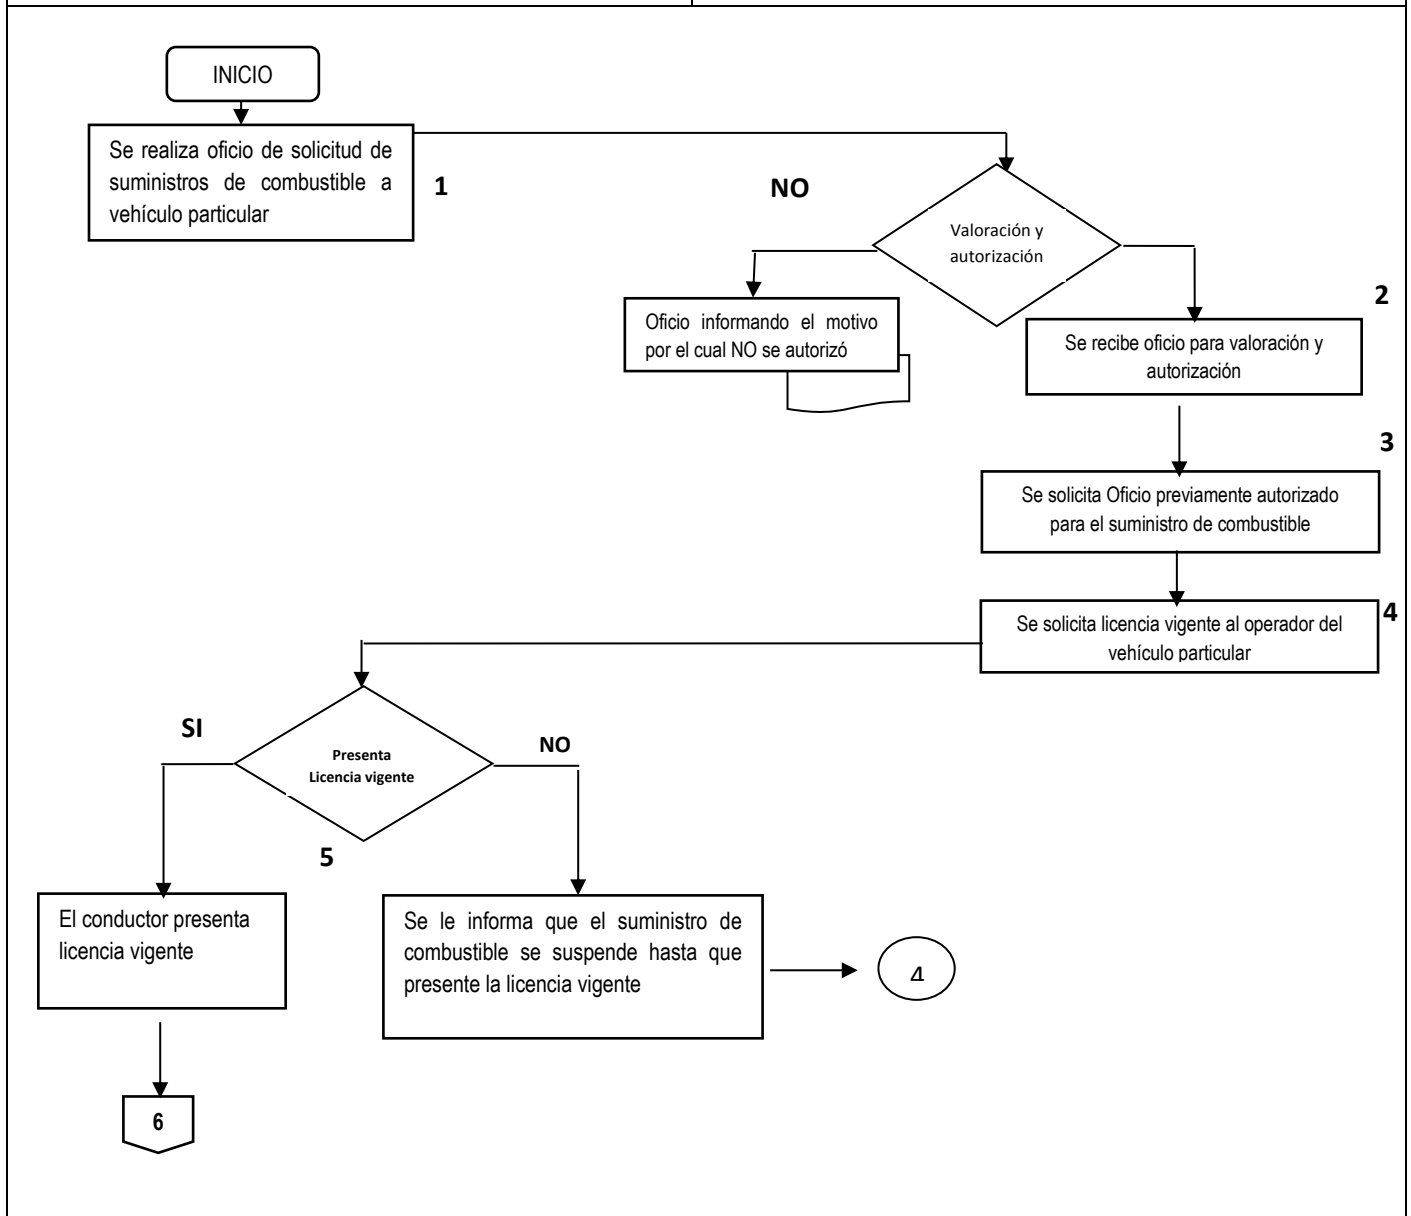 INICIO
Se realiza oficio de solicitud de
suministros de combustible a
vehículo particular
1
NO
Valoración y
autorización
2
Oficio informando el motivo
por el cual NO se autorizó
Se recibe oficio para valoración y
autorización
3
Se solicita Oficio previamente autorizado
para el suministro de combustible
4
Se solicita licencia vigente al operador del
vehículo particular
SI
NO
Presenta
Licencia vigente
5
El conductor presenta
licencia vigente
Se le informa que el suministro de
combustible se suspende hasta que
presente la licencia vigente
4
6